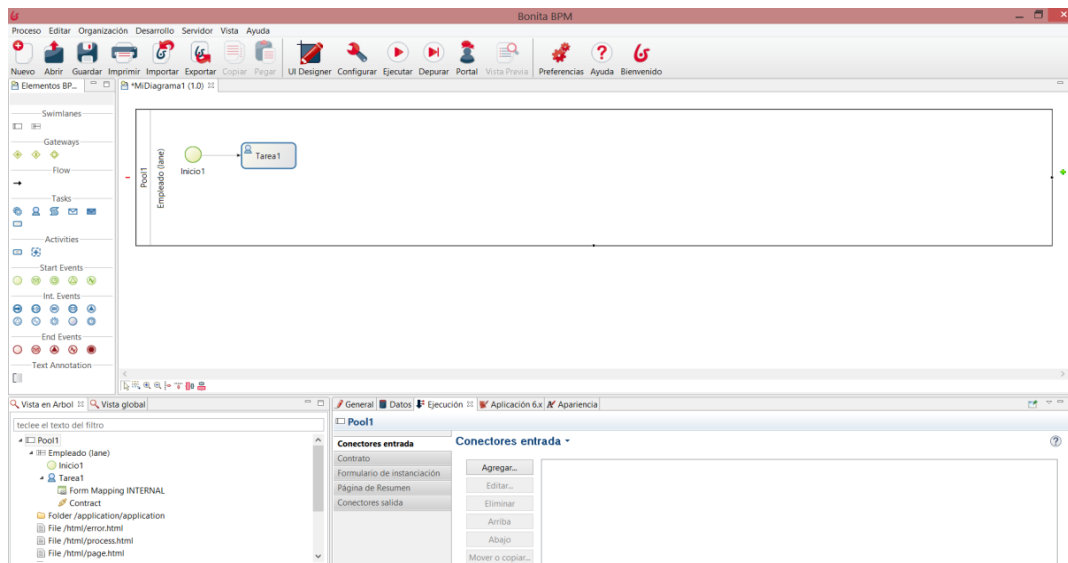 Bonita BPM
Proceso Editar Organización Desarrollo Servidor Vista Ayuda
Nuevo Abrir Guardar Imprimir Importar Exportar Copiar Pegar UI Designer Configurar Ejecutar Depurar Portal Vista Previa Preferencias Ayuda Bienvenido
Elementos BP... *MiDiagrama1 (1.0)
Swimlanes
Gateways
Flow
Tasks
Activities
Start Events
Int. Events
End Events
Text Annotation
Pool1
Empleado (lane)
Inicio1
Tarea1
Vista en Arbol Vista global
teclee el texto del filtro
Pool1
Empleado (lane)
Inicio1
Tarea1
Form Mapping INTERNAL
Contract
Folder /application/application
File /html/error.html
File /html/process.html
File /html/page.html
General Datos Ejecución Aplicación 6.x Apariencia
Pool1
Conectores entrada
Contrato
Formulario de instanciación
Página de Resumen
Conectores salida
Conectores entrada
Agregar...
Editar...
Eliminar
Arriba
Abajo
Mover o copiar...